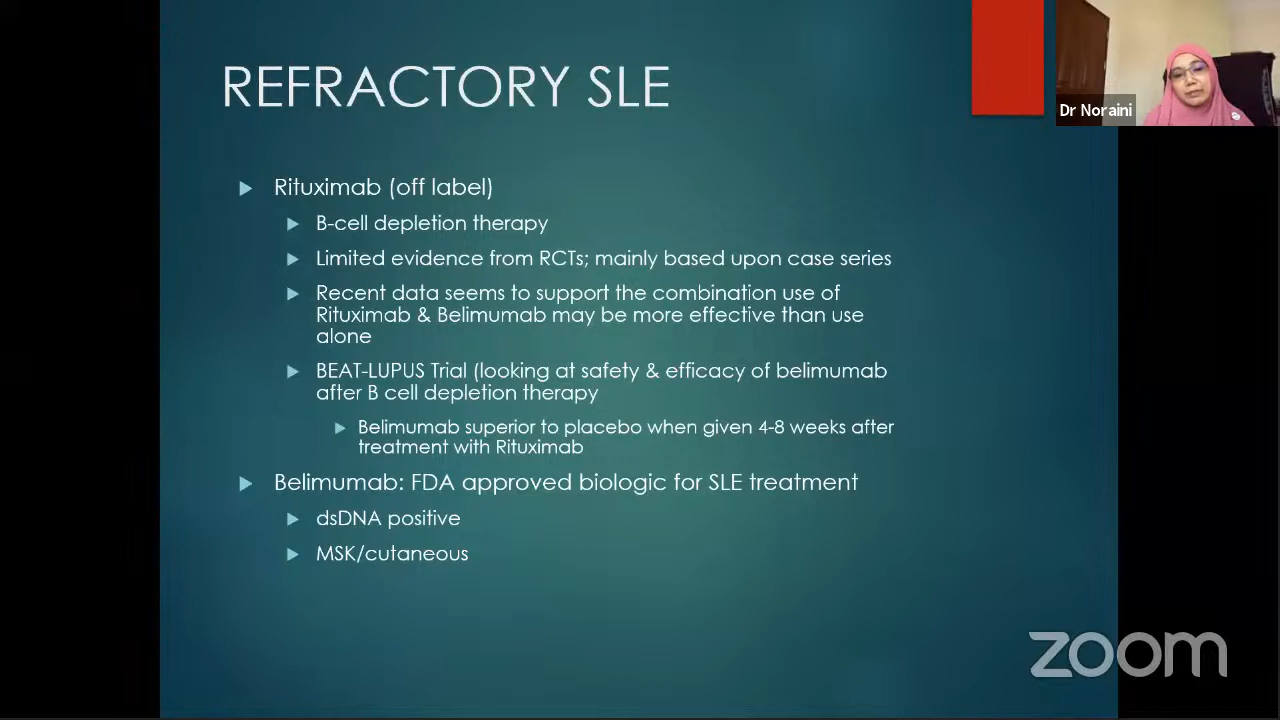 REFRACTORY SLE
Dr Noraini
Rituximab (off label)
B-cell depletion therapy
Limited evidence from RCTs; mainly based upon case series
Recent data seems to support the combination use of
Rituximab & Belimumab may be more effective than use
alone
BEAT-LUPUS Trial (looking at safety & efficacy of belimumab
after B cell depletion therapy
Belimumab superior to placebo when given 4-8 weeks after
treatment with Rituximab
Belimumab: FDA approved biologic for SLE treatment
dsDNA positive
MSK/cutaneous
zoom